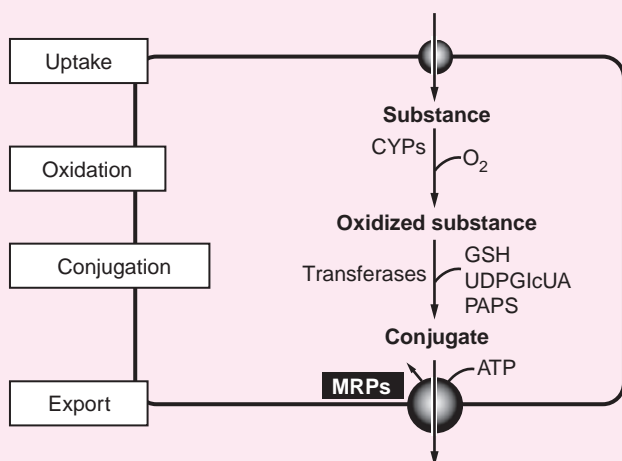 Uptake
Substance
CYPs
O2
Oxidation
Oxidized substance
Conjugation
Transferases
GSH
UDPGlcUA
PAPS
Conjugate
MRPs
ATP
Export